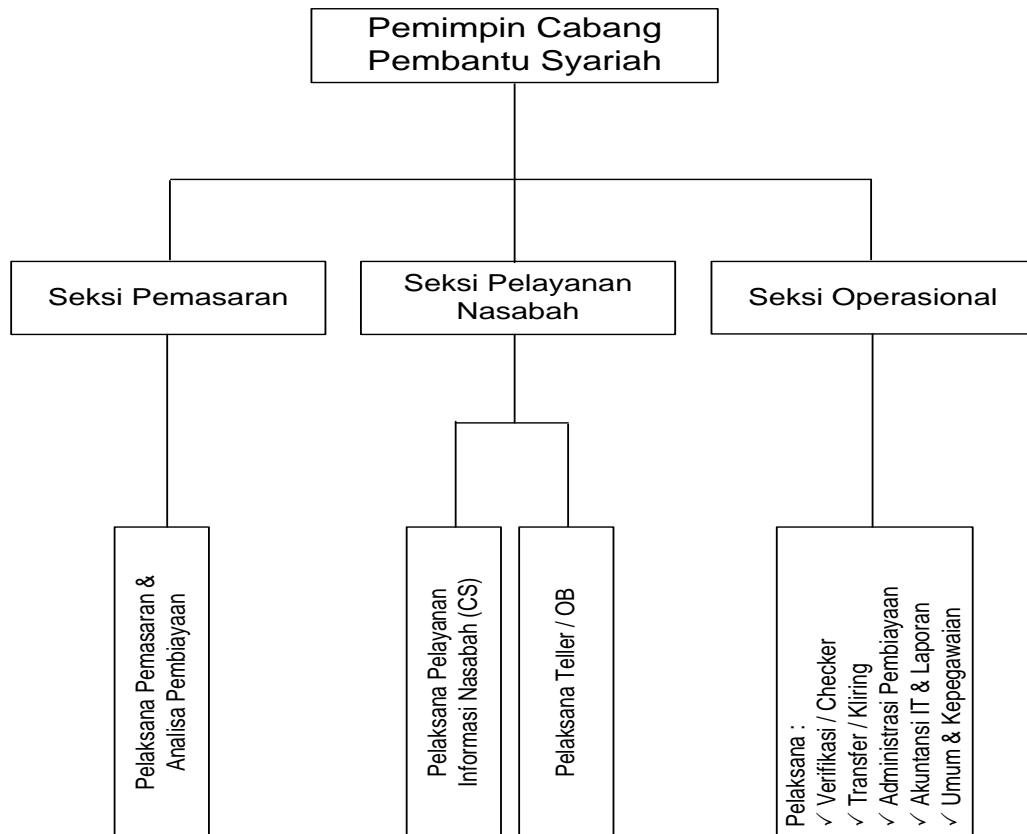 Pemimpin Cabang
Pembantu Syariah
Seksi Pemasaran
Seksi Pelayanan
Nasabah
Seksi Operasional
Pelaksana Pemasaran &
Analisa Pembiayaan
Pelaksana Pelayanan
Informasi Nasabah (CS)
Pelaksana Teller / OB
Pelaksana :
✓ Verifikasi / Checker
✓ Transfer / Kliring
✓ Administrasi Pembiayaan
✓ Akuntansi IT & Laporan
✓ Umum & Kepegawaian